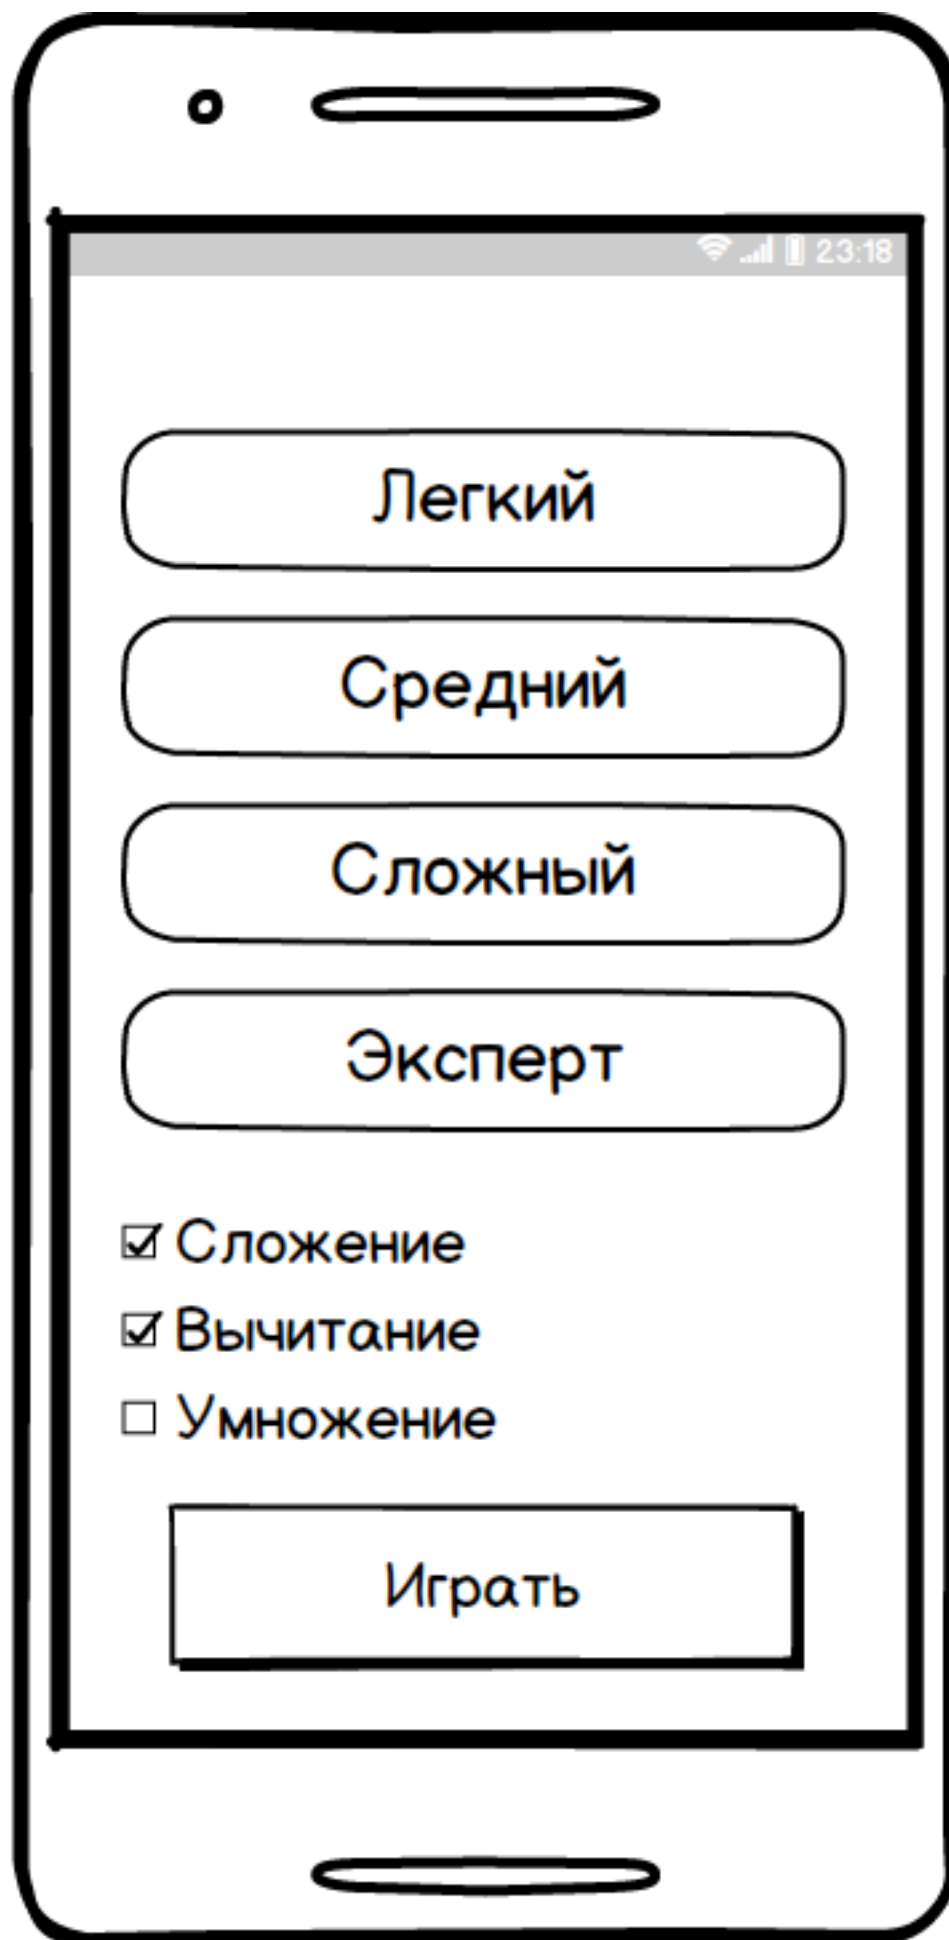 23:18
Легкий
Средний
Сложный
Эксперт
Сложение
Вычитание
Умножение
Играть